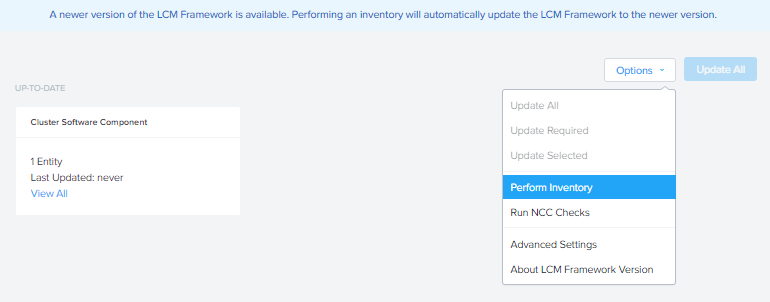 A newer version of the LCM Framework is available. Performing an inventory will automatically update the LCM Framework to the newer version.
Options
Update All
UP-TO-DATE
Cluster Software Component
1 Entity
Last Updated: never
View All
Update All
Update Required
Update Selected
Perform Inventory
Run NCC Checks
Advanced Settings
About LCM Framework Version